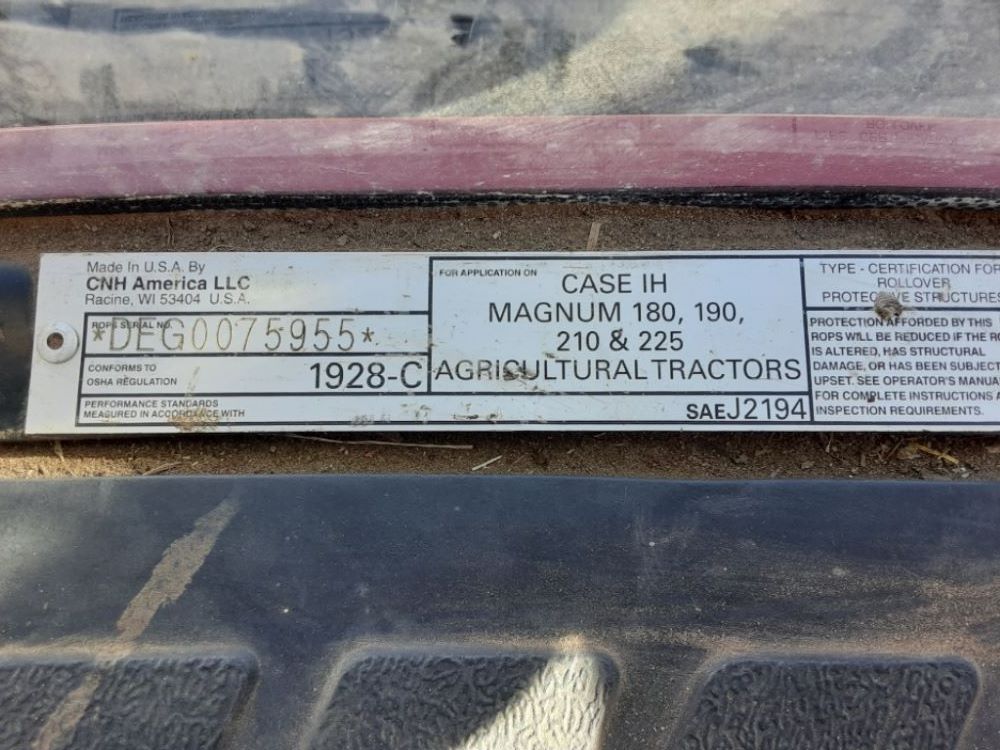 Made In U.S.A. By
CNH America LLC
Racine, WI 53404 U.S.A.
ROPS SERIAL NO.
*DEG0075955*
CONFORMS TO
OSHA REGULATION
1928-C
PERFORMANCE STANDARDS
MEASURED IN ACCORDANCE WITH
SAE J2194
FOR APPLICATION ON
CASE IH
MAGNUM 180, 190,
210 & 225
AGRICULTURAL TRACTORS
TYPE - CERTIFICATION FOR
ROLLOVER
PROTECTIVE STRUCTURES
PROTECTION AFFORDED BY THIS
ROPS WILL BE REDUCED IF THE
IS ALTERED, HAS STRUCTURAL
DAMAGE, OR HAS BEEN SUBJECT
UPSET. SEE OPERATOR'S MANUA
FOR COMPLETE INSTRUCTIONS
INSPECTION REQUIREMENTS.